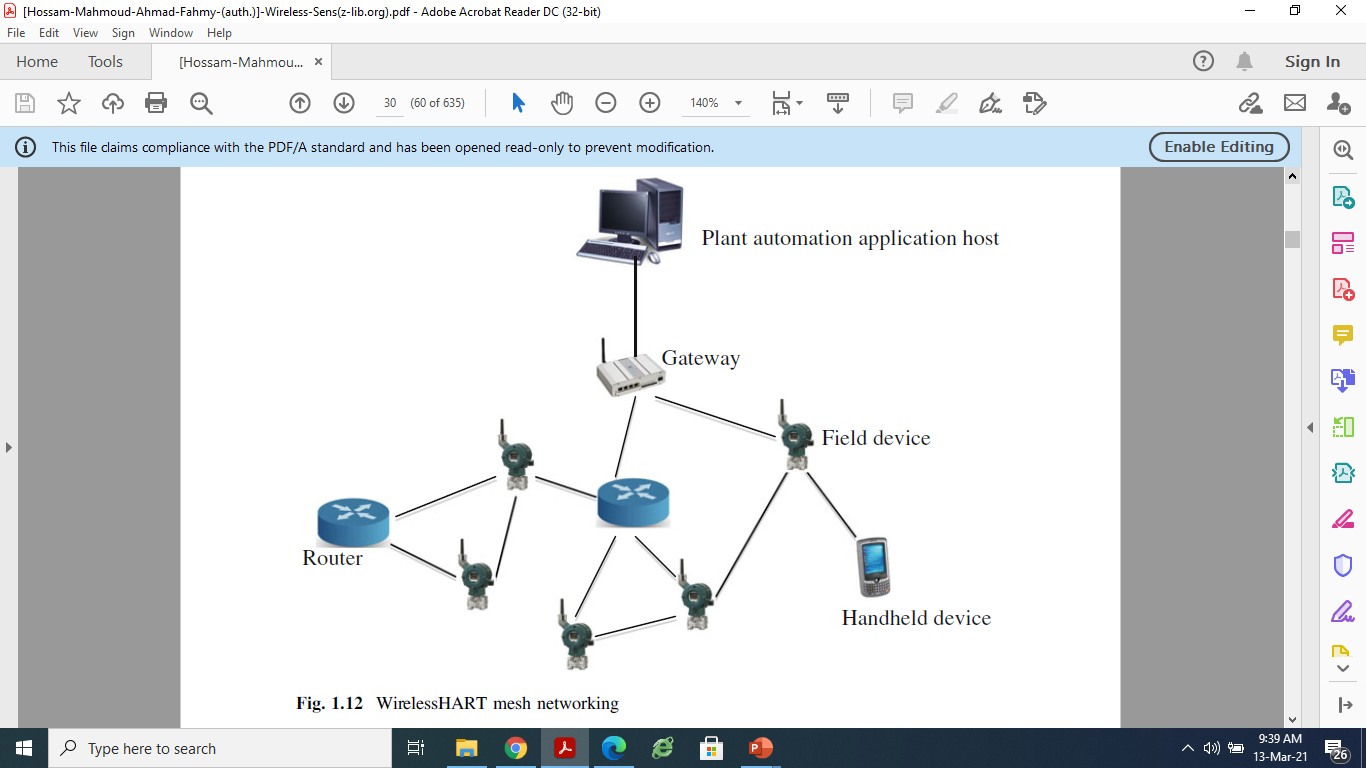 [Hossam-Mahmoud-Ahmad-Fahmy-(auth.)]-Wireless-Sens(z-lib.org).pdf - Adobe Acrobat Reader DC (32-bit)
File Edit View Sign Window Help
Home Tools [Hossam-Mahmou... × Sign In
30 (60 of 635) 140%
This file claims compliance with the PDF/A standard and has been opened read-only to prevent modification. Enable Editing
Plant automation application host
Gateway
Field device
Router
Handheld device
Fig. 1.12 WirelessHART mesh networking
Type here to search
9:39 AM
13-Mar-21
26